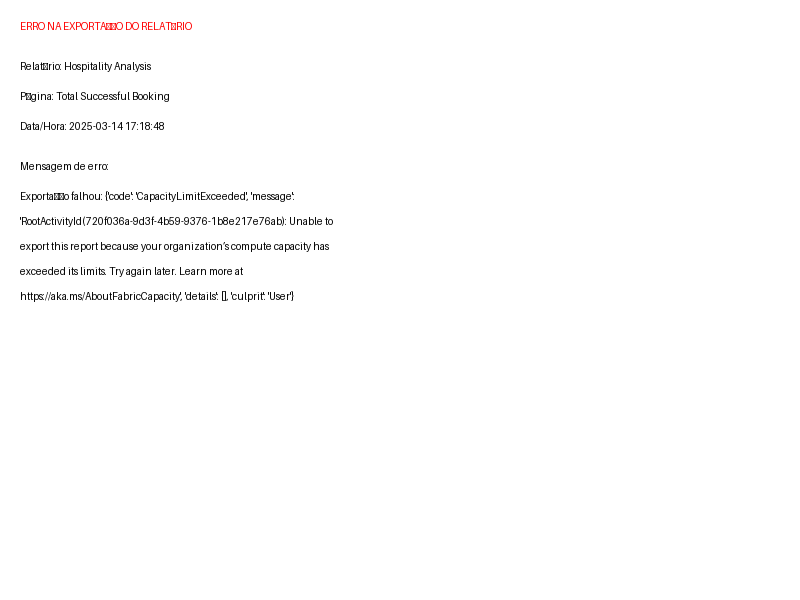 ERRO NA EXPORTA▯▯O DO RELAT▯RIO
Relat▯rio: Hospitality Analysis
P▯gina: Total Successful Booking
Data/Hora: 2025-03-14 17:18:48
Mensagem de erro:
Exporta▯▯o falhou: {'code': 'CapacityLimitExceeded', 'message':
'RootActivityId(720f036a-9d3f-4b59-9376-1b8e217e76ab): Unable to
export this report because your organization’s compute capacity has
exceeded its limits. Try again later. Learn more at
https://aka.ms/AboutFabricCapacity', 'details': [], 'culprit': 'User'}